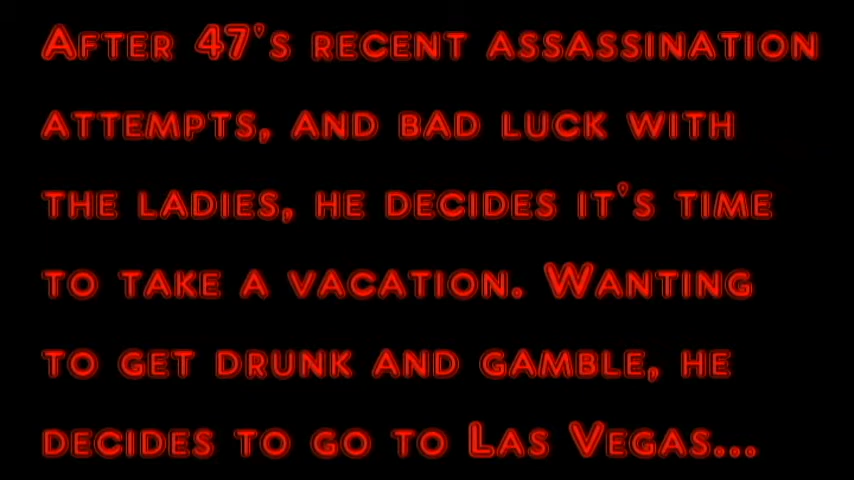 After 47's recent assassination
attempts, and bad luck with
the ladies, he decides it's time
to take a vacation. Wanting
to get drunk and gamble, he
decides to go to Las Vegas...